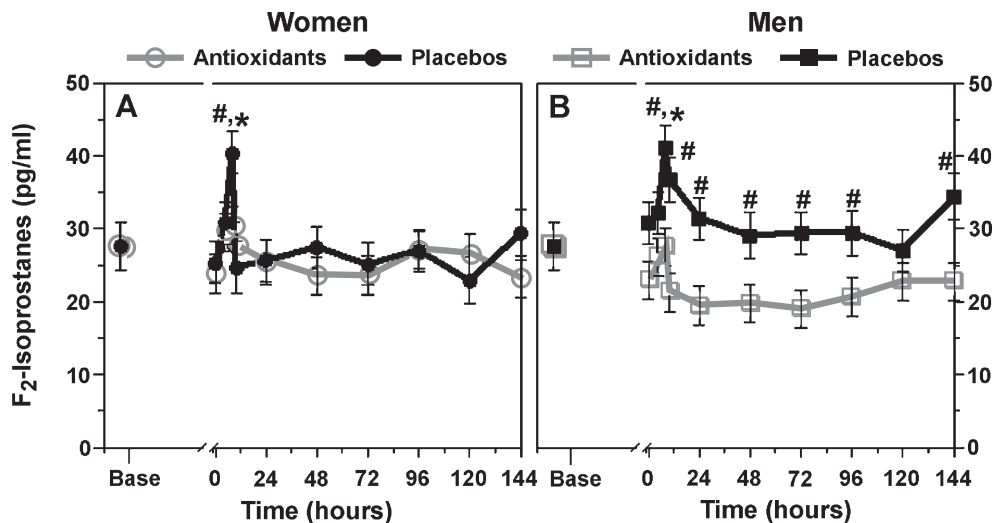 Women
Men
Antioxidants
Placebos
Antioxidants
Placebos
F2-Isoprostanes (pg/ml)
50
40
30
20
10
0
A
#,*
B
#,*
#
#
#
#
#
#
50
40
30
20
10
0
Base
0 24 48 72 96 120 144
Base
0 24 48 72 96 120 144
Time (hours)
Time (hours)